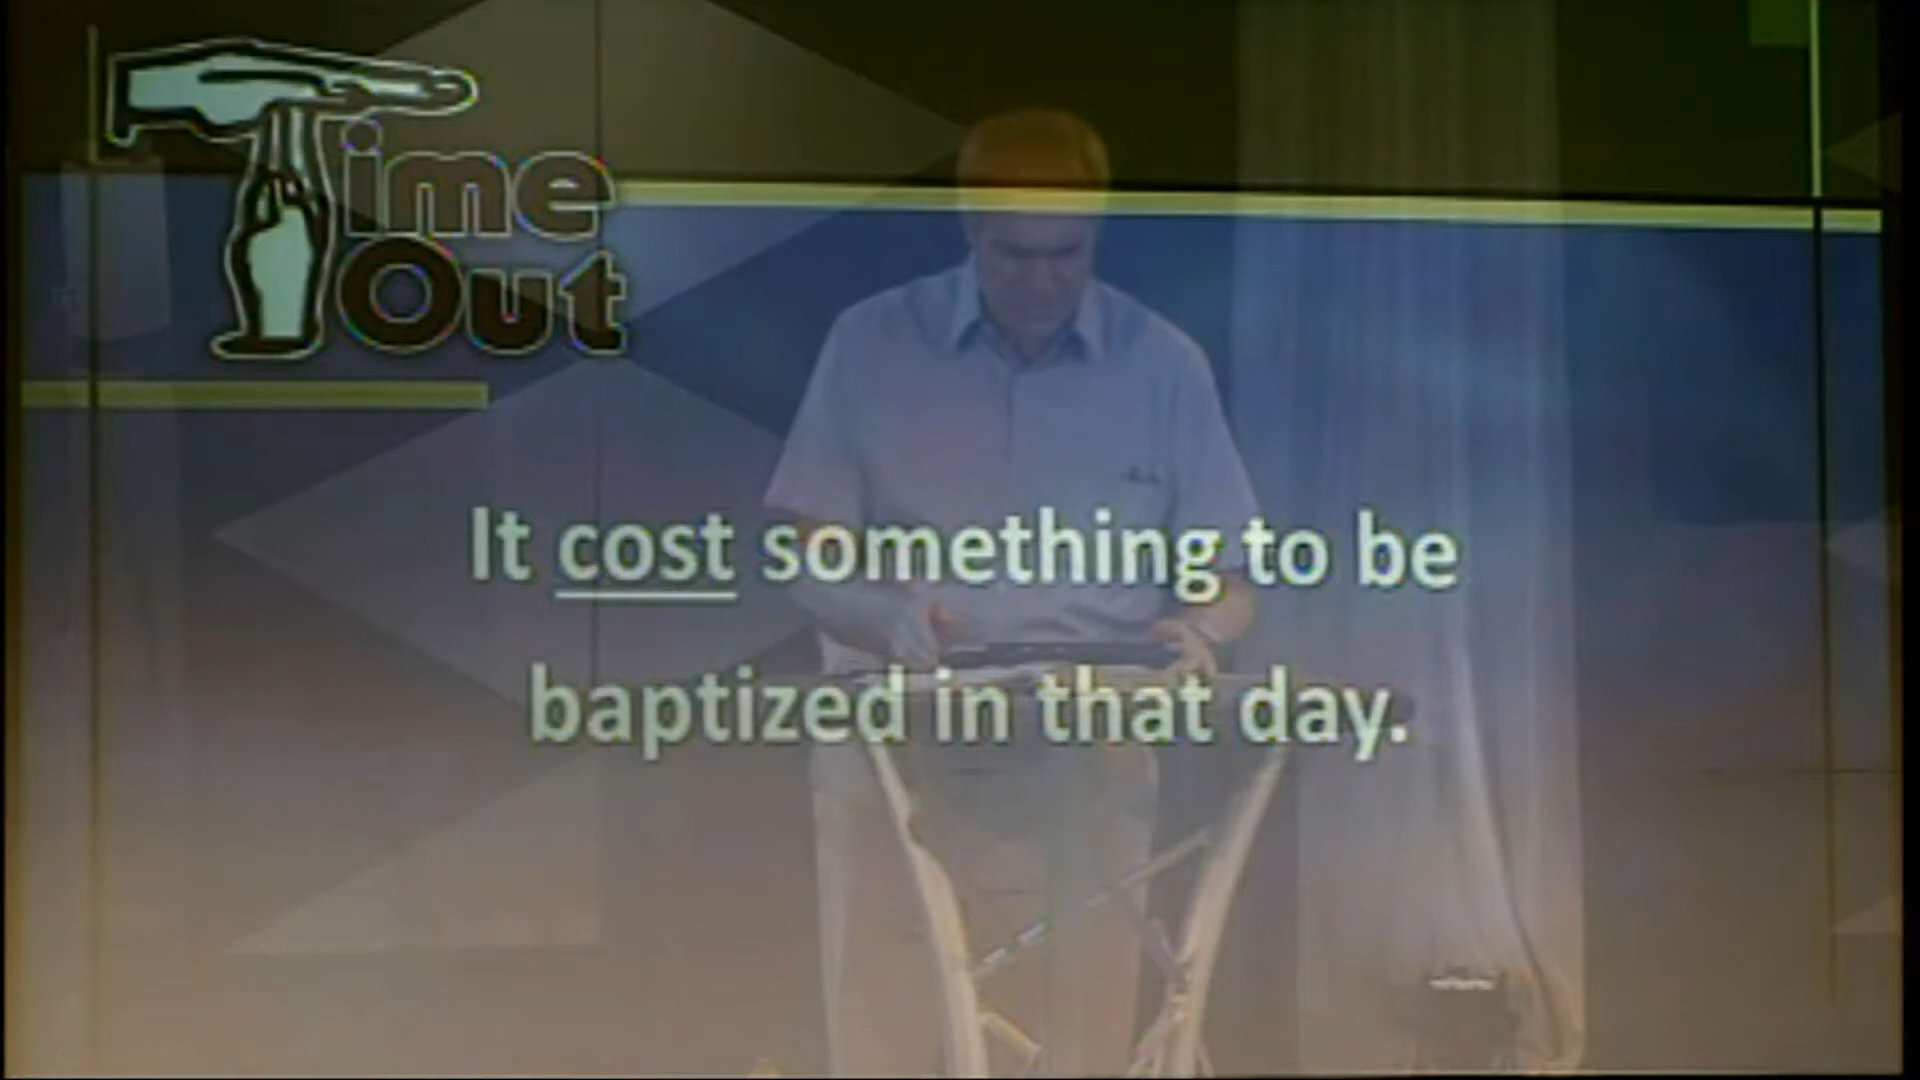 Time
Out
It cost something to be
baptized in that day.